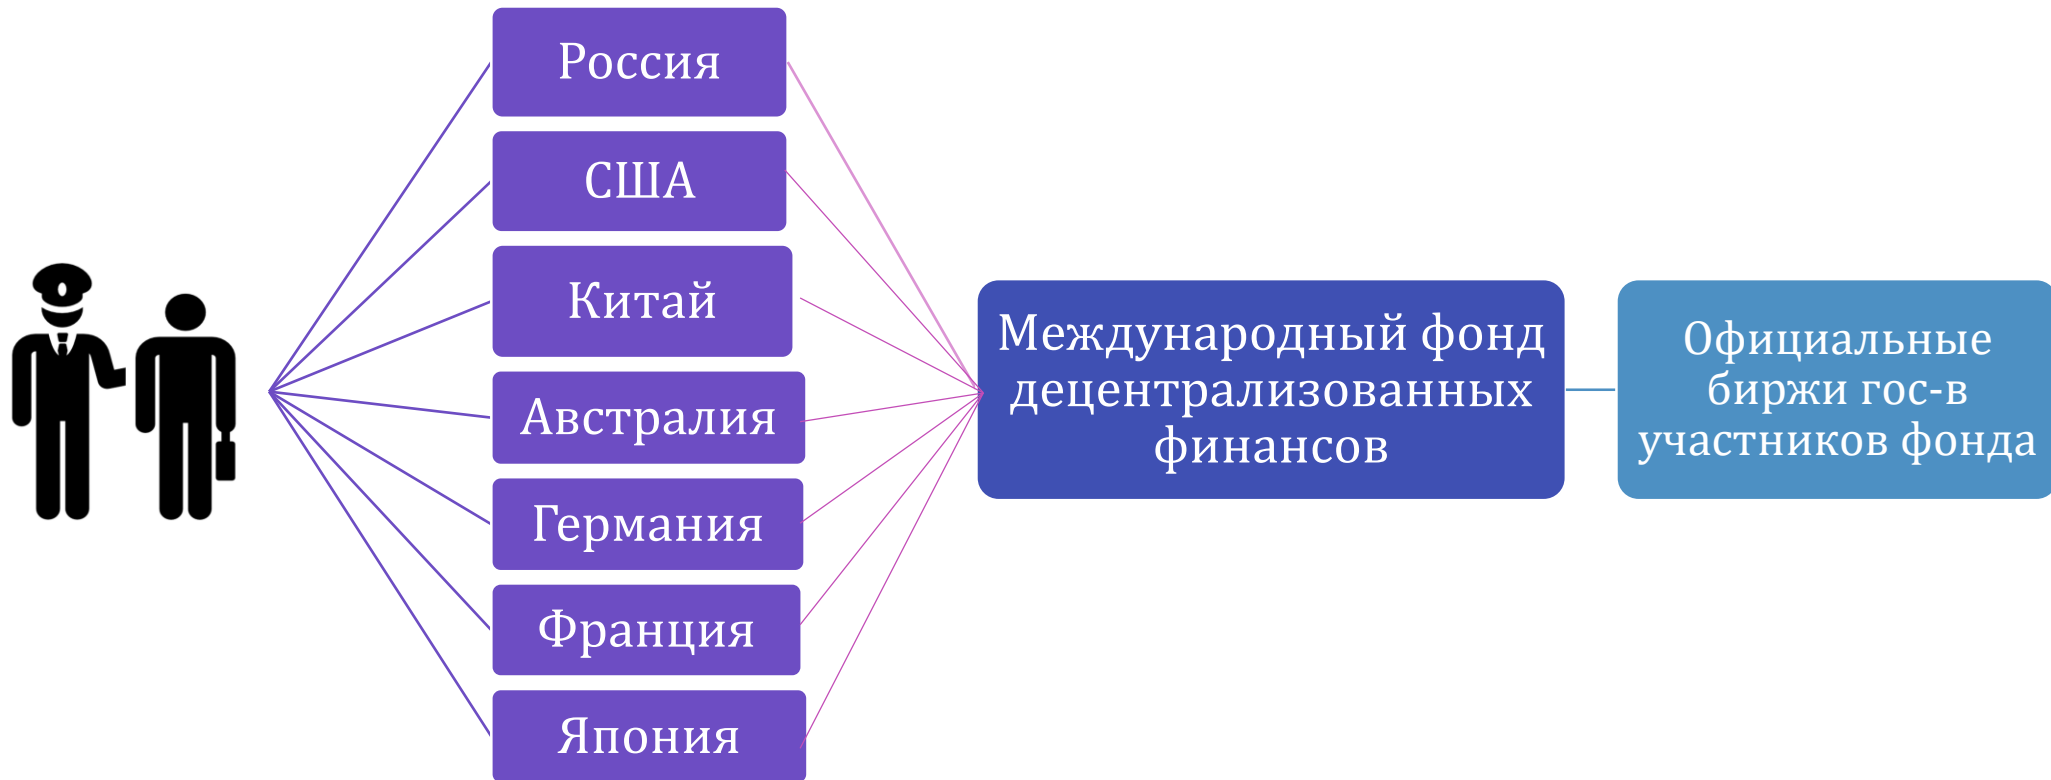 Россия
США
Китай
Австралия
Германия
Франция
Япония
Международный фонд
децентрализованных
финансов
Официальные
биржи гос-в
участников фонда